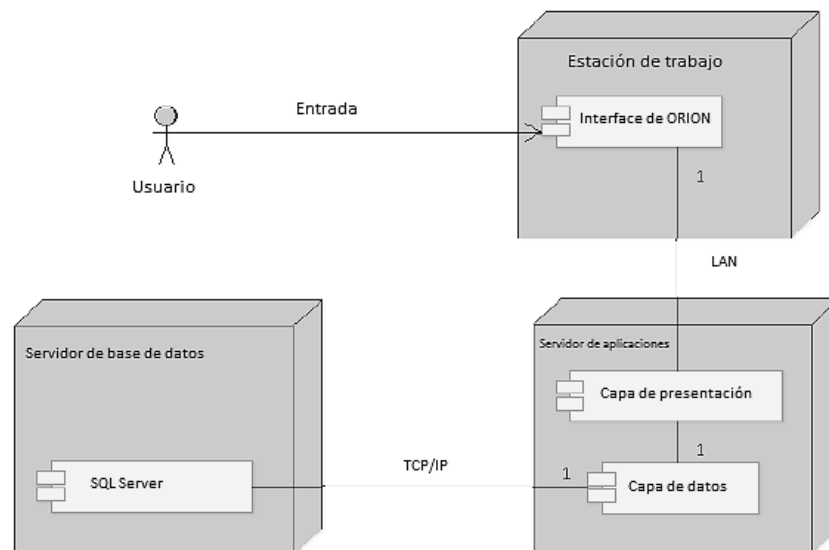 Estación de trabajo
Entrada
Interface de ORION
Usuario
1
LAN
Servidor de base de datos
Servidor de aplicaciones
Capa de presentación
1
TCP/IP
SQL Server
1
Capa de datos